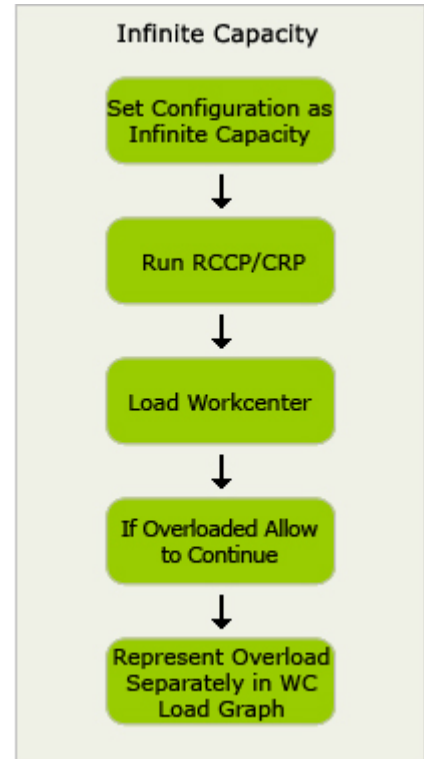 Infinite Capacity
Set Configuration as
Infinite Capacity
Run RCCP/CRP
Load Workcenter
If Overloaded Allow
to Continue
Represent Overload
Separately in WC
Load Graph